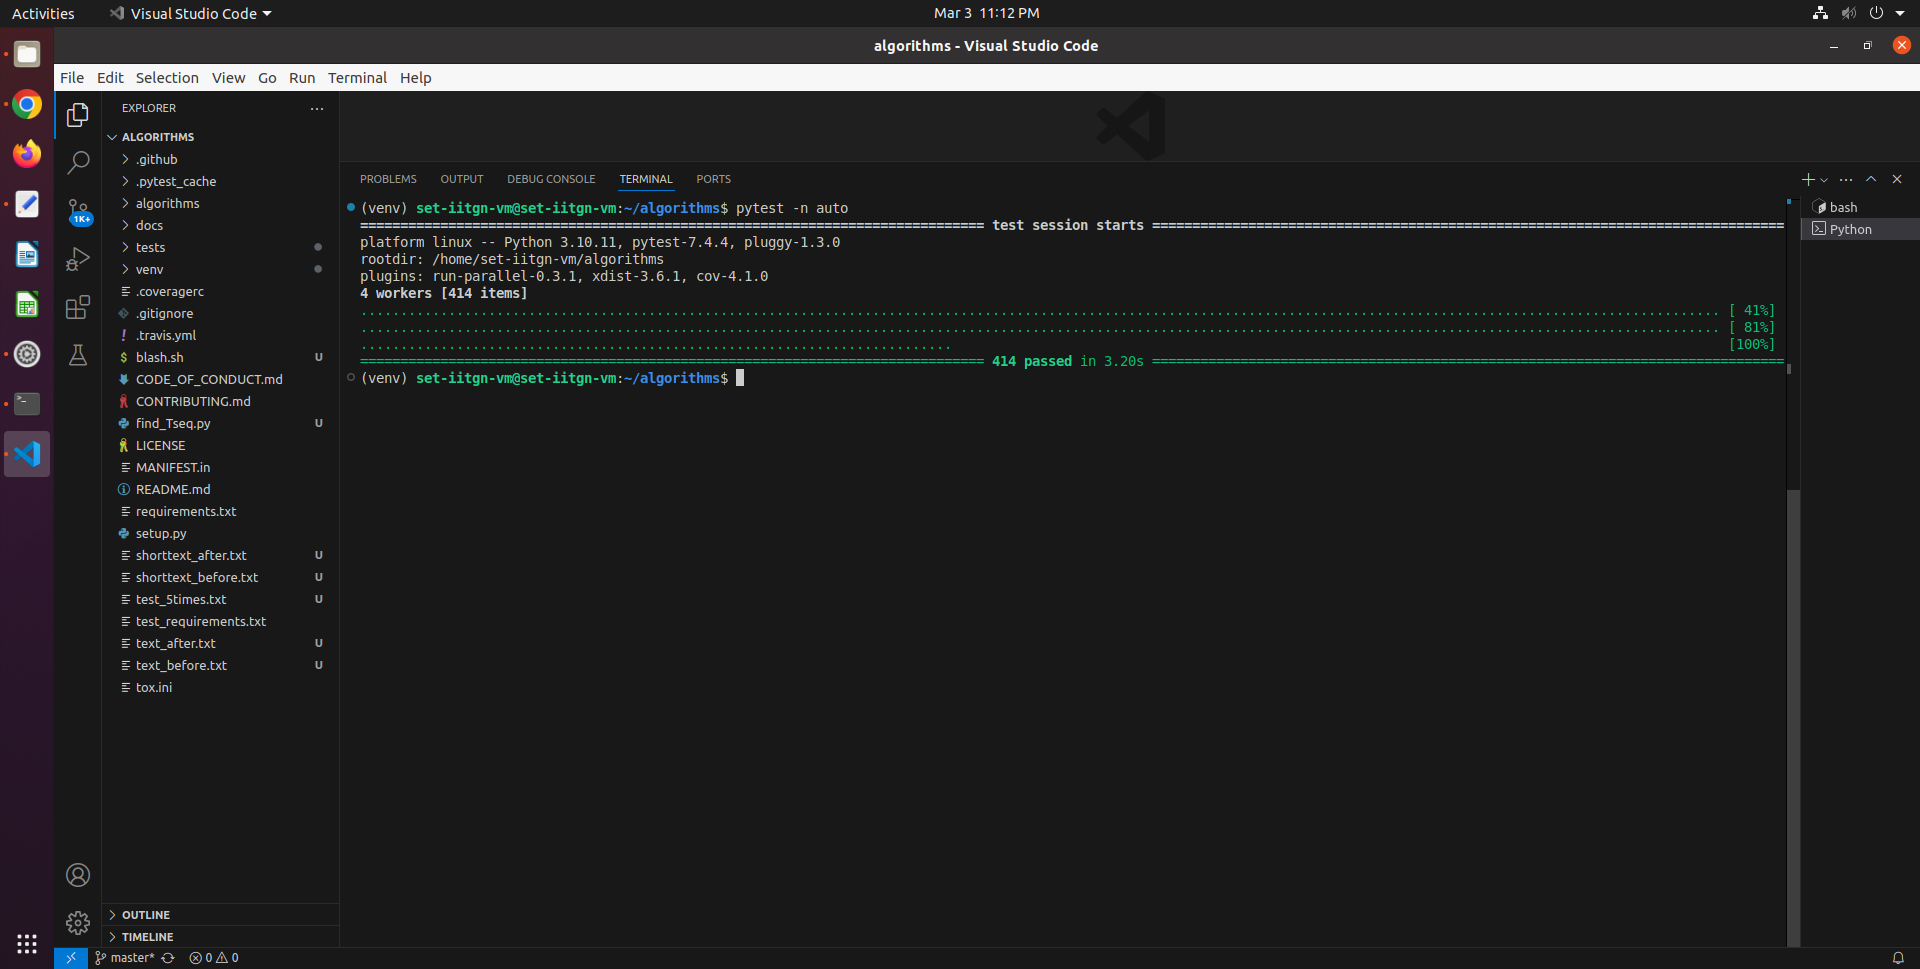 Activities Visual Studio Code Mar 3 11:12 PM
algorithms - Visual Studio Code
File Edit Selection View Go Run Terminal Help
EXPLORER
ALGORITHMS
.github
.pytest_cache
algorithms
docs
tests
venv
.coveragerc
.gitignore
.travis.yml
blash.sh U
CODE_OF_CONDUCT.md
CONTRIBUTING.md
find_Tseq.py U
LICENSE
MANIFEST.in
README.md
requirements.txt
setup.py
shorttext_after.txt U
shorttext_before.txt U
test_5times.txt U
test_requirements.txt
text_after.txt U
text_before.txt U
tox.ini
OUTLINE
TIMELINE
1K+
PROBLEMS OUTPUT DEBUG CONSOLE TERMINAL PORTS
(venv) set-iitgn-vm@set-iitgn-vm:~/algorithms$ pytest -n auto
test session starts
platform linux -- Python 3.10.11, pytest-7.4.4, pluggy-1.3.0
rootdir: /home/set-iitgn-vm/algorithms
plugins: run-parallel-0.3.1, xdist-3.6.1, cov-4.1.0
4 workers [414 items]
[ 41%]
[ 81%]
[100%]
414 passed in 3.20s
(venv) set-iitgn-vm@set-iitgn-vm:~/algorithms$
bash
Python
master* 0 0